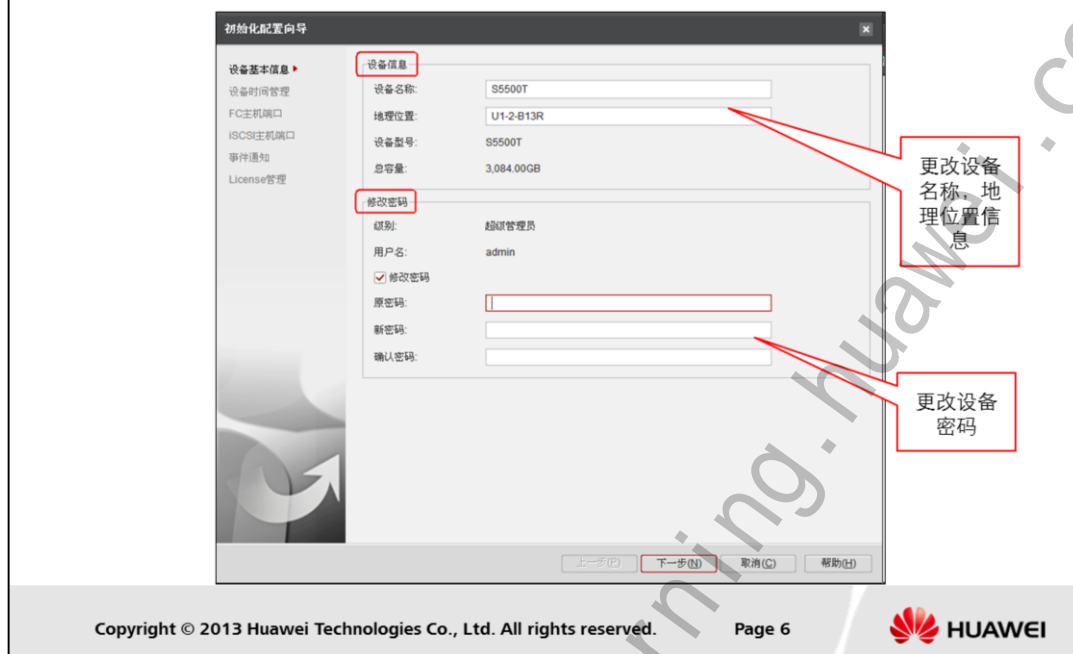 初始化配置向导
设备基本信息
设备时间管理
FC主机端口
iSCSI主机端口
事件通知
License管理
设备信息
设备名称: S5500T
地理位置: U1-2-B13R
设备型号: S5500T
总容量: 3,084.00GB
修改密码
级别: 超级管理员
用户名: admin
修改密码
原密码:
新密码:
确认密码:
上一步(P) 下一步(N) 取消(C) 帮助(H)
更改设备
名称，地
理位置信
息
更改设备
密码
rning.huawei.c
Copyright © 2013 Huawei Technologies Co., Ltd. All rights reserved. Page 6
HUAWEI